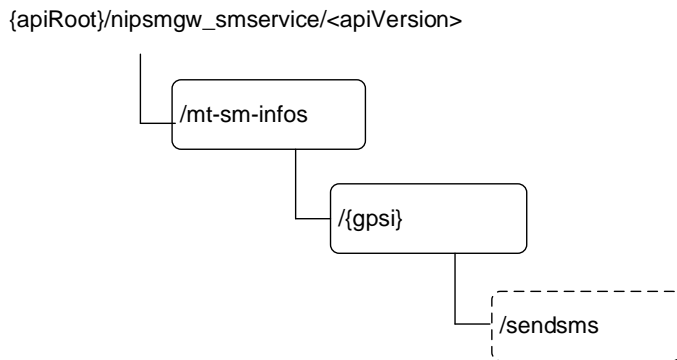 {apiRoot}/nipsmgw_smservice/<apiVersion>
/mt-sm-infos
/{gpsi}
/sendsms